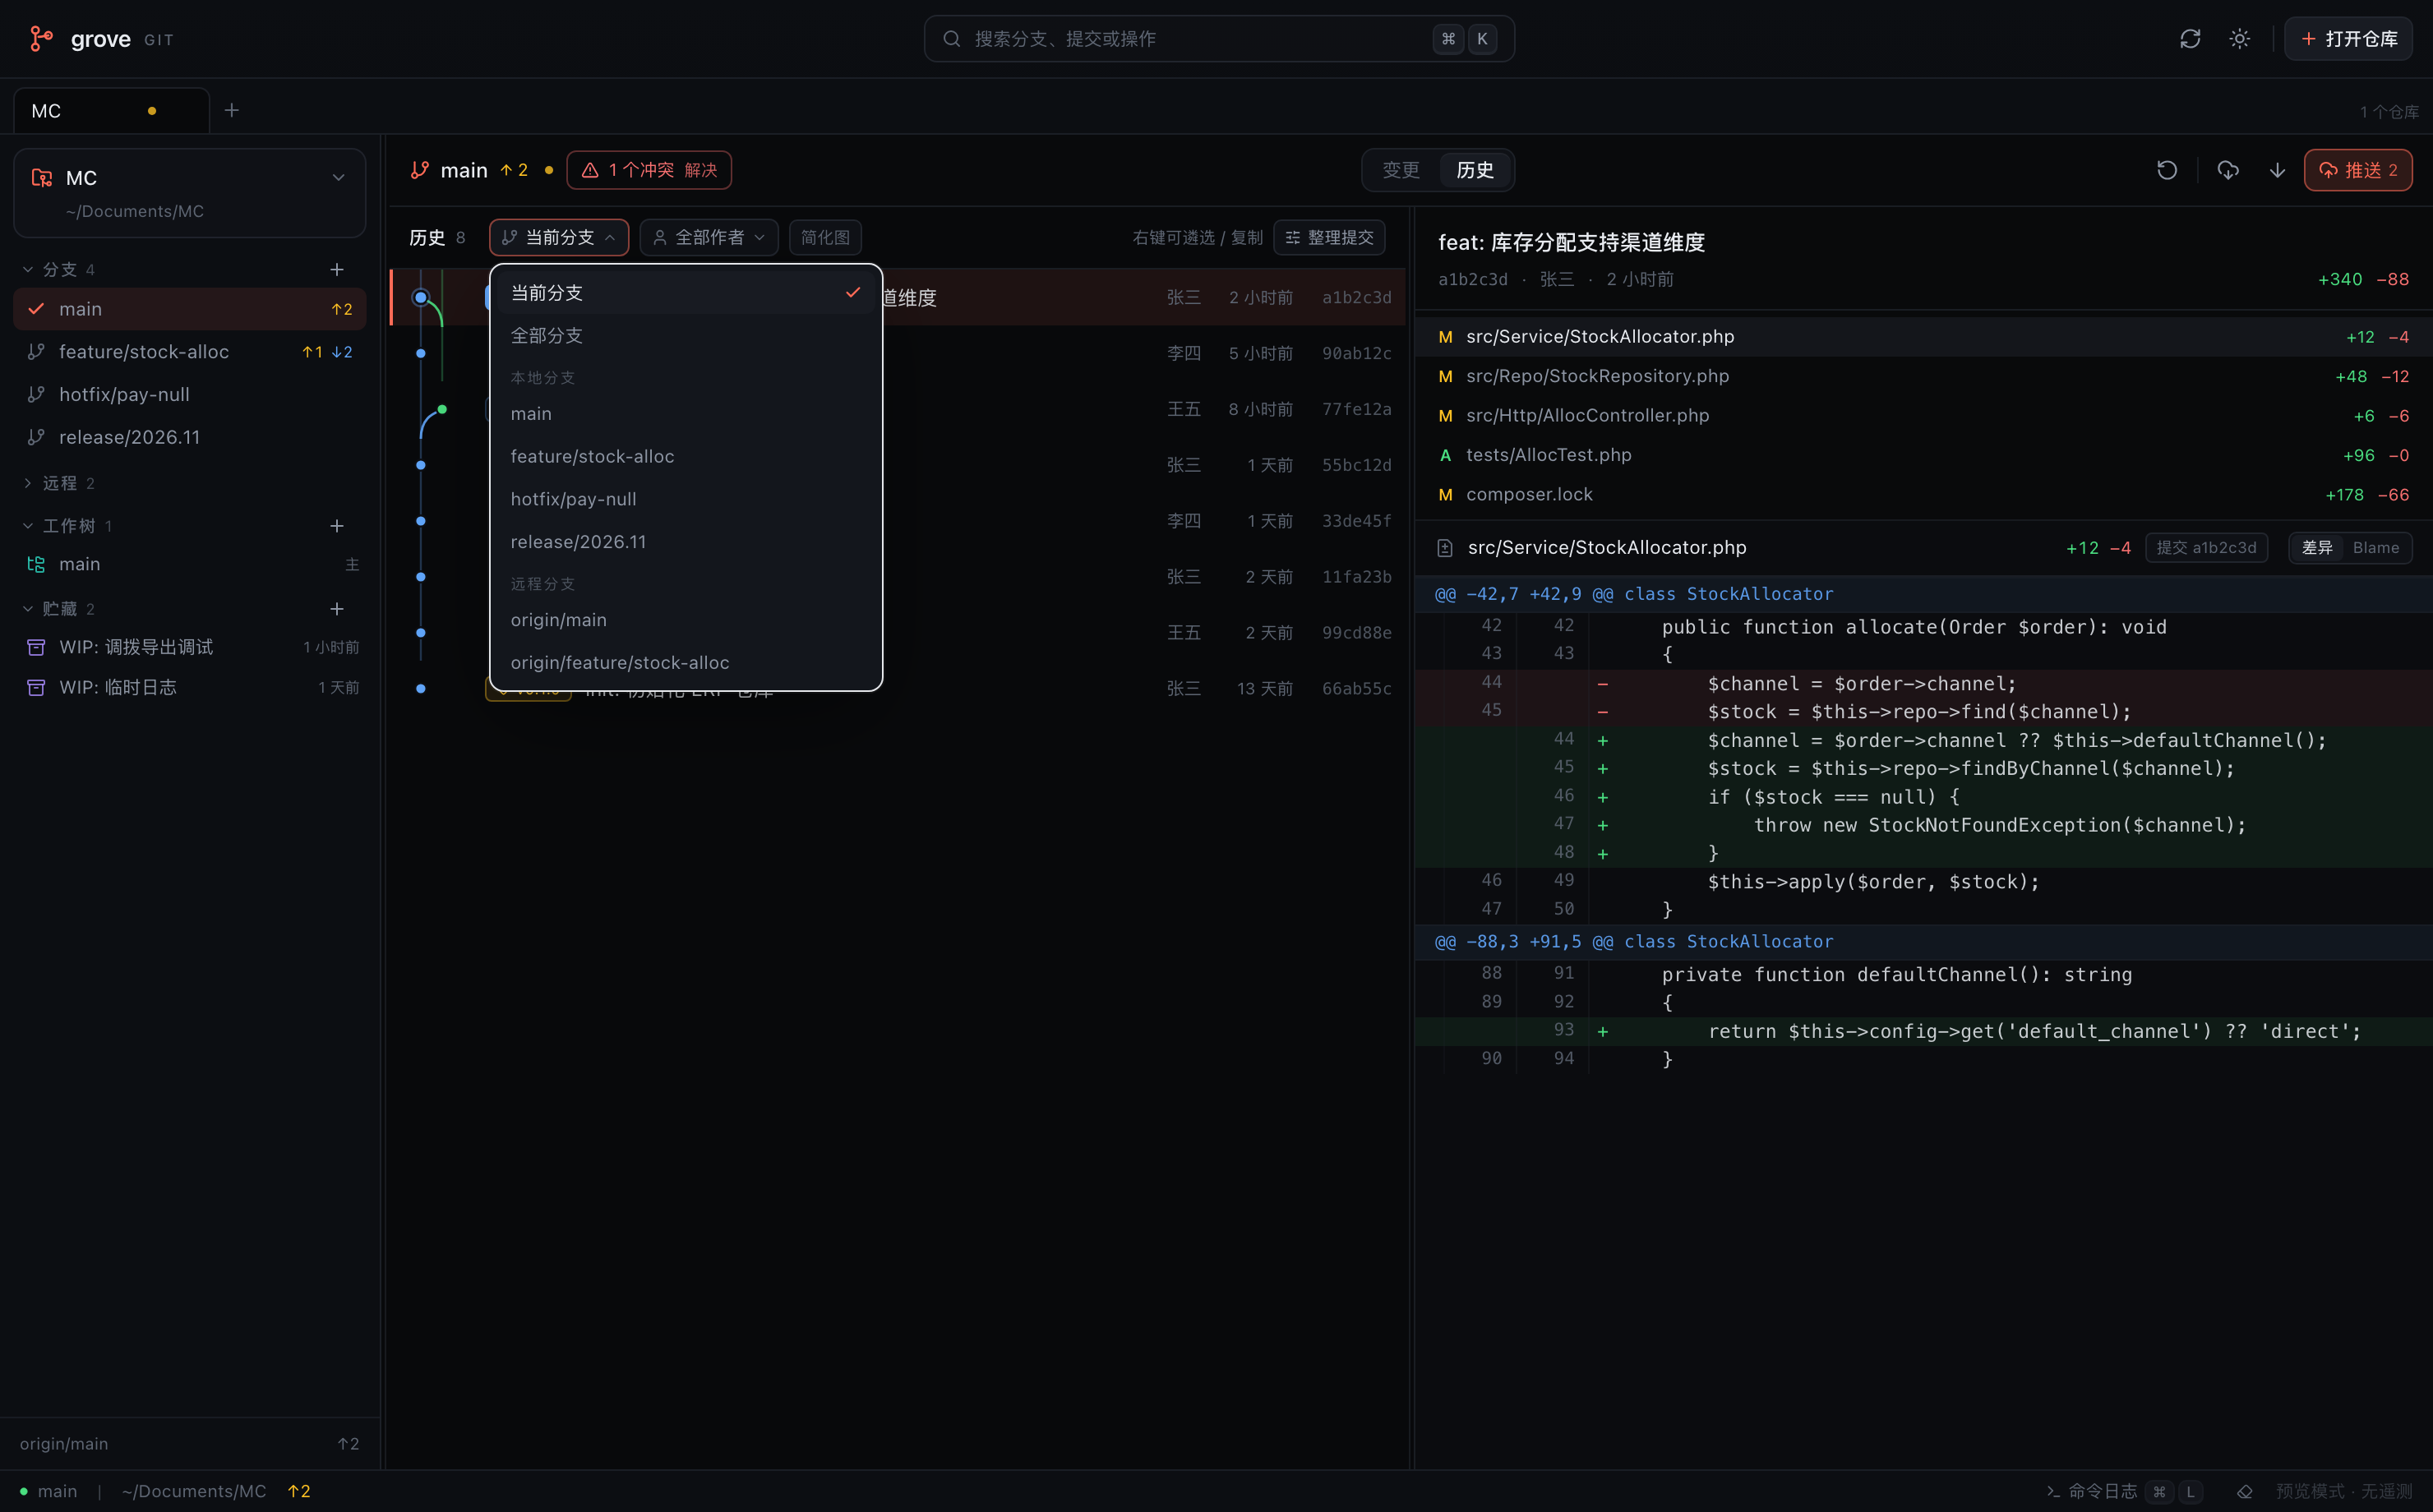 grove GIT
搜索分支、提交或操作 ⌘ K
打开仓库
MC
1 个仓库
MC
~/Documents/MC
分支 4
main ↑2
feature/stock-alloc ↑1 ↓2
hotfix/pay-null
release/2026.11
远程 2
工作树 1
main 主
贮藏 2
WIP: 调拨导出调试 1 小时前
WIP: 临时日志 1 天前
origin/main ↑2
main ↑2 1 个冲突 解决
变更 历史
推送 2
历史 8 当前分支 全部作者 简化图 右键可遴选 / 复制 整理提交
当前分支
全部分支
本地分支
main
feature/stock-alloc
hotfix/pay-null
release/2026.11
远程分支
origin/main
origin/feature/stock-alloc
道维度 张三 2 小时前 a1b2c3d
李四 5 小时前 90ab12c
王五 8 小时前 77fe12a
张三 1 天前 55bc12d
李四 1 天前 33de45f
张三 2 天前 11fa23b
王五 2 天前 99cd88e
张三 13 天前 66ab55c
feat: 库存分配支持渠道维度
a1b2c3d · 张三 · 2 小时前 +340 −88
M src/Service/StockAllocator.php +12 −4
M src/Repo/StockRepository.php +48 −12
M src/Http/AllocController.php +6 −6
A tests/AllocTest.php +96 −0
M composer.lock +178 −66
src/Service/StockAllocator.php +12 −4 提交 a1b2c3d 差异 Blame
@@ −42,7 +42,9 @@ class StockAllocator
42 42 public function allocate(Order $order): void
43 43 {
44 − $channel = $order->channel;
45 − $stock = $this->repo->find($channel);
44 + $channel = $order->channel ?? $this->defaultChannel();
45 + $stock = $this->repo->findByChannel($channel);
46 + if ($stock === null) {
47 + throw new StockNotFoundException($channel);
48 + }
46 49 $this->apply($order, $stock);
47 50 }
@@ −88,3 +91,5 @@ class StockAllocator
88 91 private function defaultChannel(): string
89 92 {
93 + return $this->config->get('default_channel') ?? 'direct';
90 94 }
main | ~/Documents/MC ↑2
命令日志 ⌘ L 预览模式 · 无遥测